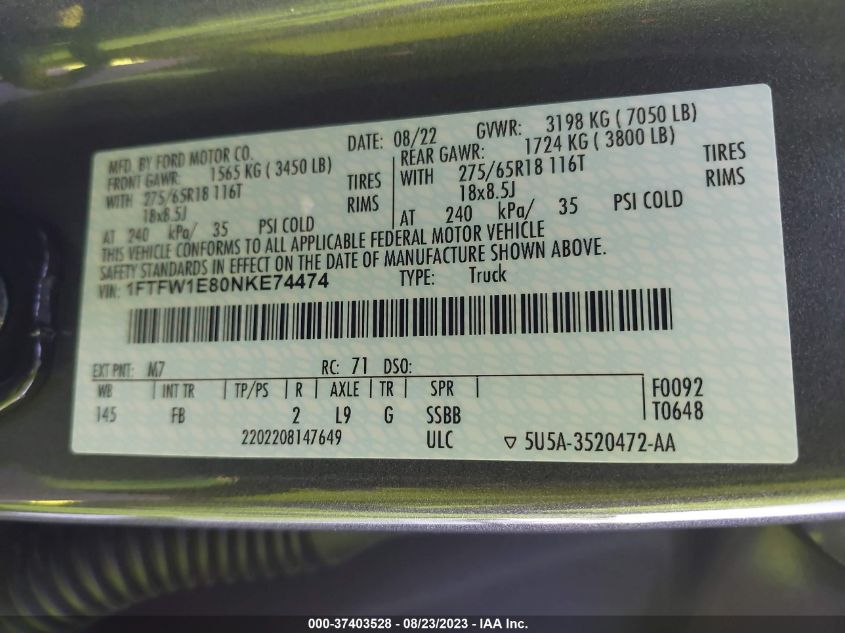 MFD. BY FORD MOTOR CO. DATE: 08/22 GVWR: 3198 KG ( 7050 LB)
FRONT GAWR: 1565 KG ( 3450 LB) REAR GAWR: 1724 KG ( 3800 LB)
WITH 275/65R18 116T TIRES WITH 275/65R18 116T TIRES
18x8.5J RIMS 18x8.5J RIMS
AT 240 kPa/ 35 PSI COLD AT 240 kPa/ 35 PSI COLD
THIS VEHICLE CONFORMS TO ALL APPLICABLE FEDERAL MOTOR VEHICLE
SAFETY STANDARDS IN EFFECT ON THE DATE OF MANUFACTURE SHOWN ABOVE.
VIN: 1FTFW1E80NKE74474 TYPE: Truck
EXT PNT: M7 RC: 71 DSO:
WB INT TR TP/PS R AXLE TR SPR F0092
145 FB 2 L9 G SSBB T0648
2202208147649 ULC ▽ 5U5A-3520472-AA
000-37403528 - 08/23/2023 - IAA Inc.